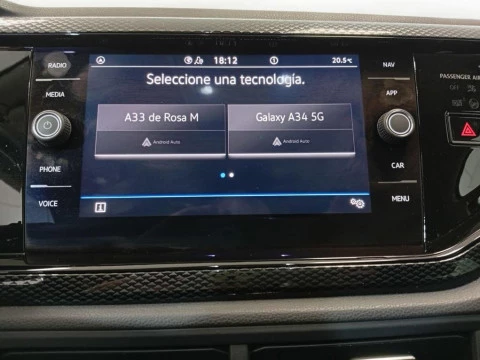 RADIO
MEDIA
PHONE
VOICE
18:12
20.5°C
Seleccione una tecnología.
A33 de Rosa M
Android Auto
Galaxy A34 5G
Android Auto
NAV
APP
CAR
MENU
PASSENGER AIR